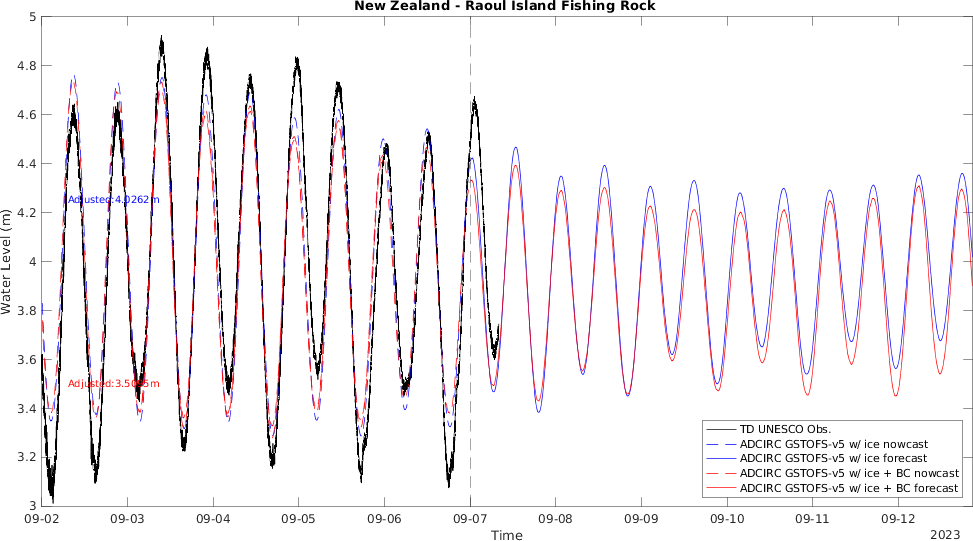 New Zealand - Raoul Island Fishing Rock
5
4.8
4.6
4.4
4.2
4
3.8
3.6
3.4
3.2
3
Water Level (m)
Adjusted:4.0262m
TD UNESCO Obs.
ADCIRC GSTOFS-v5 w/ ice nowcast
ADCIRC GSTOFS-v5 w/ ice forecast
ADCIRC GSTOFS-v5 w/ ice + BC nowcast
ADCIRC GSTOFS-v5 w/ ice + BC forecast
09-02 09-03 09-04 09-05 09-06 09-07 09-08 09-09 09-10 09-11 09-12
Time
2023